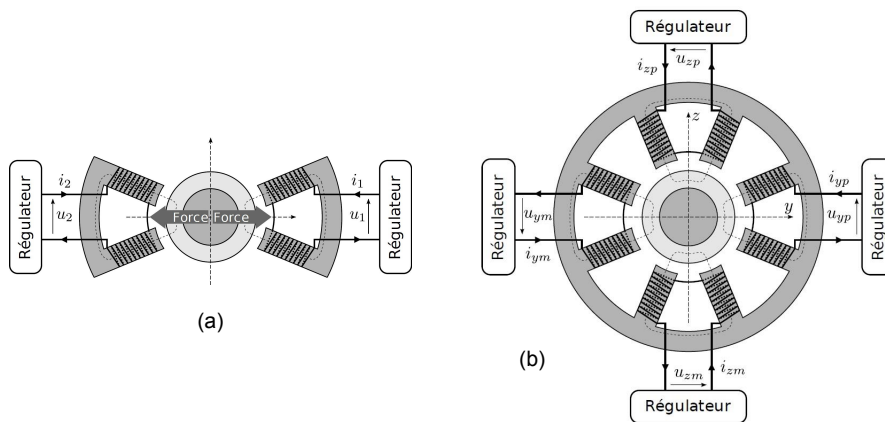 Régulateur
i₂
u₂
Force Force
i₁
u₁
Régulateur
(a)
Régulateur
i_zp
u_zp
z
Régulateur
u_ym
i_ym
y
i_yp
u_yp
Régulateur
u_zm
i_zm
Régulateur
(b)